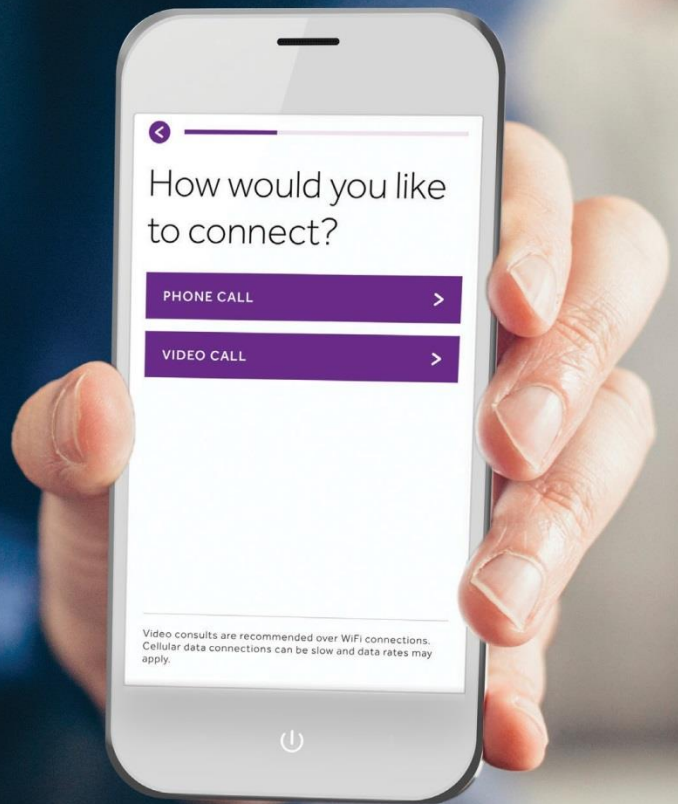 How would you like
to connect?
PHONE CALL
VIDEO CALL
Video consults are recommended over WiFi connections.
Cellular data connections can be slow and data rates may
apply.